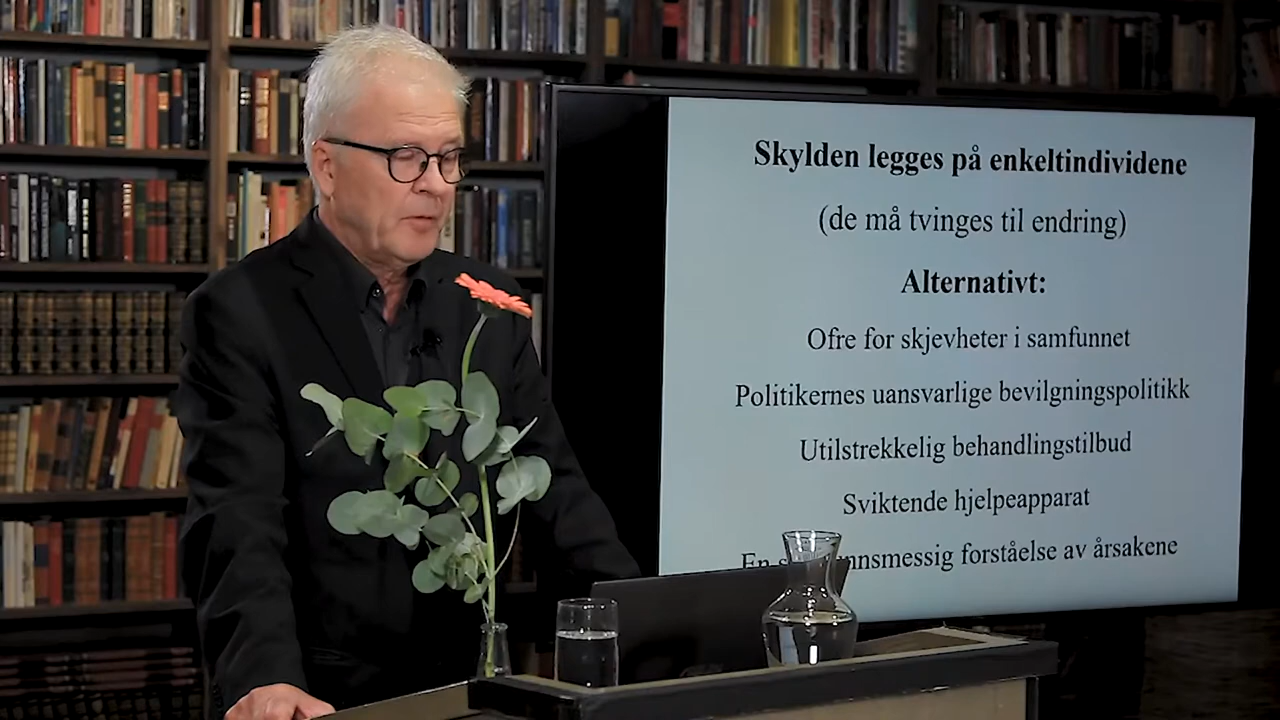 Skylden legges på enkeltindividene
(de må tvinges til endring)
Alternativt:
Ofre for skjevheter i samfunnet
Politikernes uansvarlige bevilgningspolitikk
Utilstrekkelig behandlingstilbud
Sviktende hjelpeapparat
En forståelse av årsakene